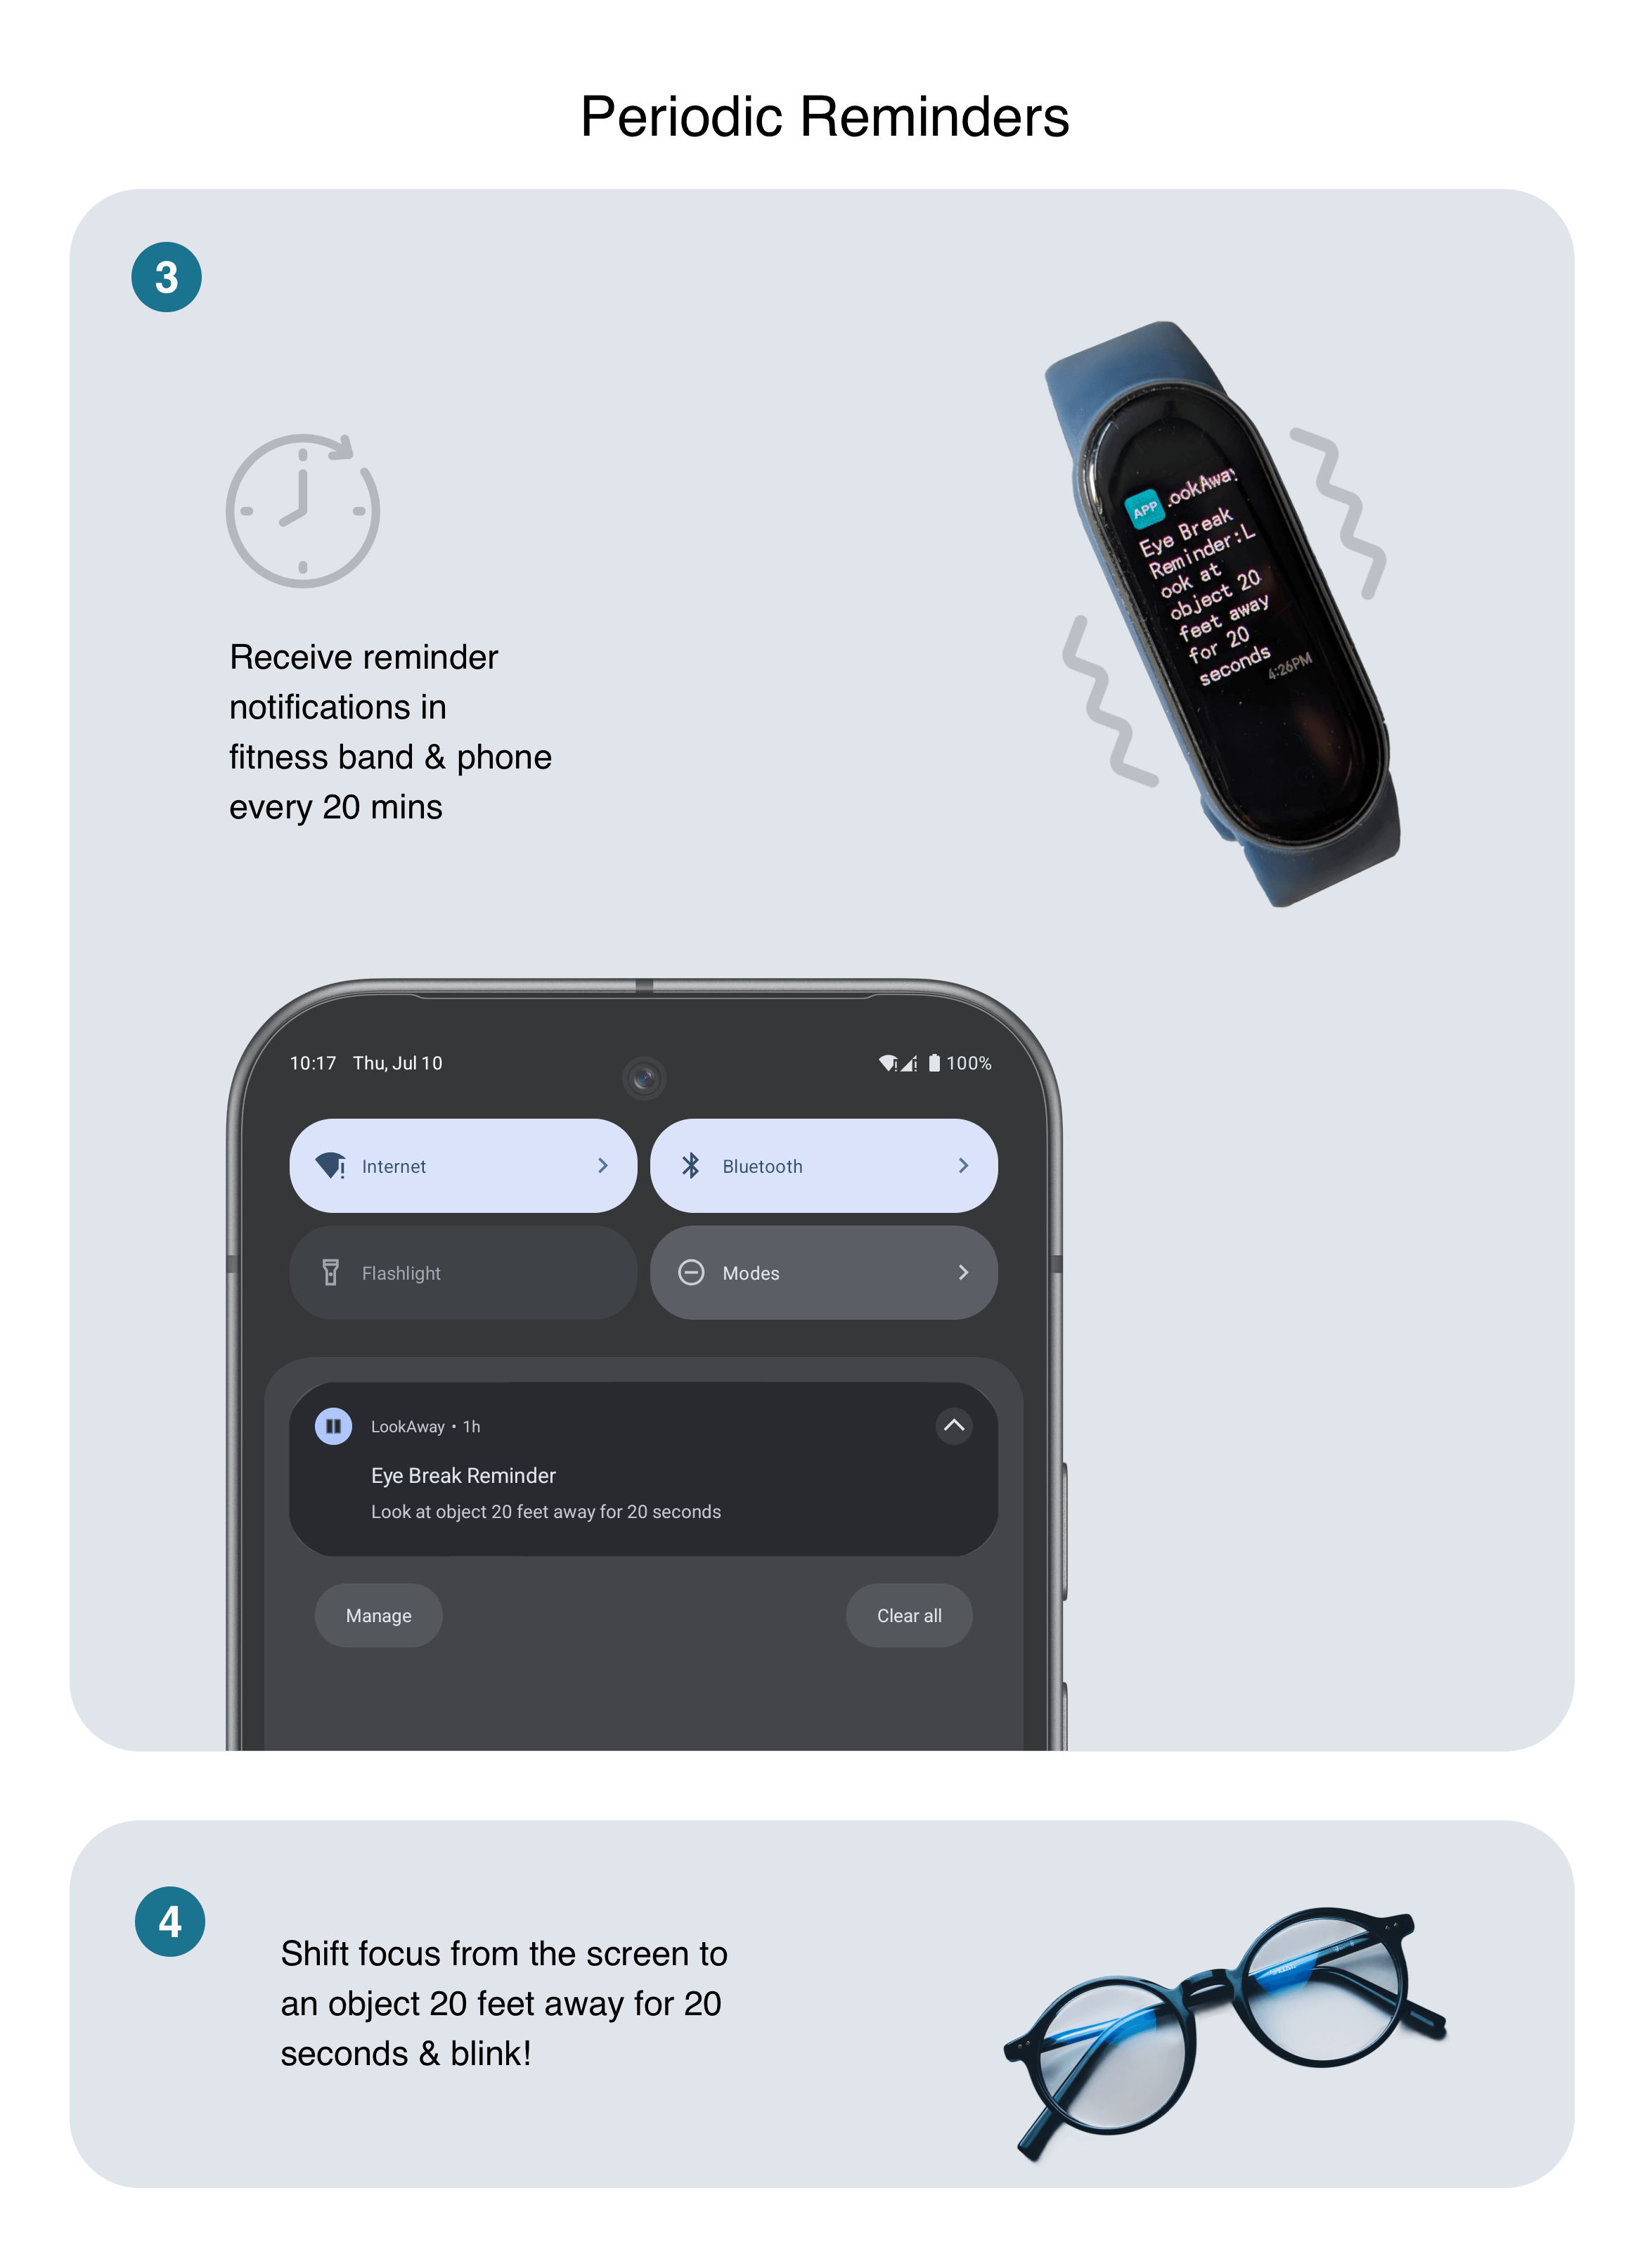 Periodic Reminders
3
Receive reminder
notifications in
fitness band & phone
every 20 mins
APP LookAway
Eye Break
Reminder:L
ook at
object 20
feet away
for 20
seconds
4:26PM
10:17 Thu, Jul 10
100%
Internet
Bluetooth
Flashlight
Modes
LookAway • 1h
Eye Break Reminder
Look at object 20 feet away for 20 seconds
Manage
Clear all
4
Shift focus from the screen to
an object 20 feet away for 20
seconds & blink!